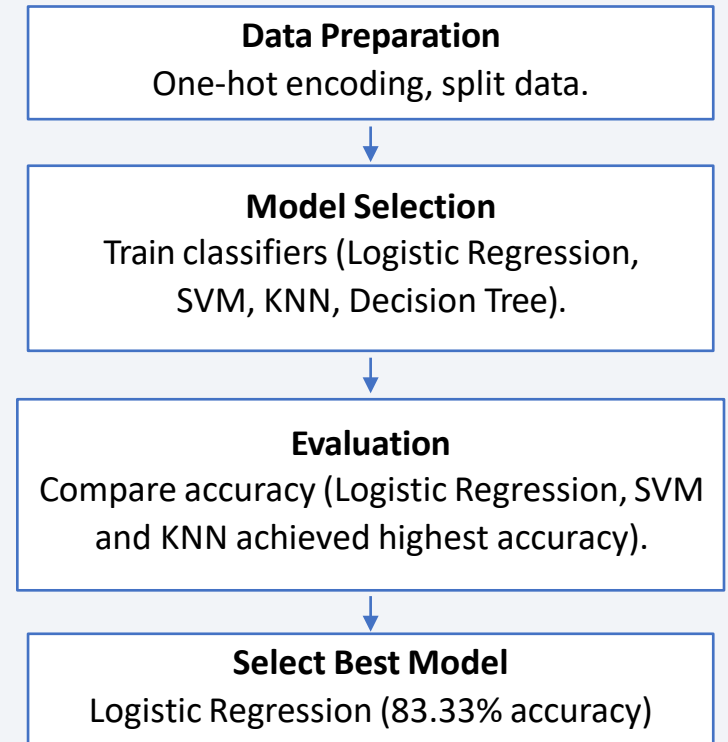 Data Preparation
One-hot encoding, split data.
Model Selection
Train classifiers (Logistic Regression,
SVM, KNN, Decision Tree).
Evaluation
Compare accuracy (Logistic Regression, SVM
and KNN achieved highest accuracy).
Select Best Model
Logistic Regression (83.33% accuracy)